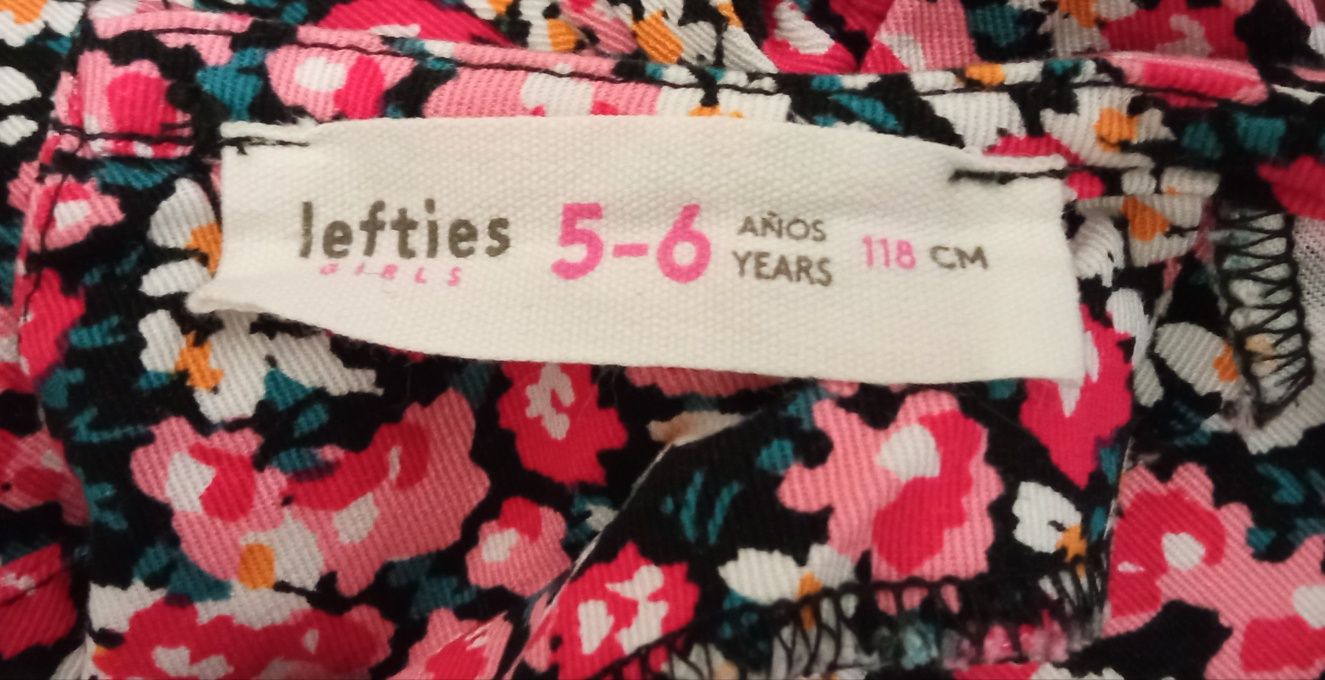 lefties
GIRLS
5-6
AÑOS
YEARS
118 CM